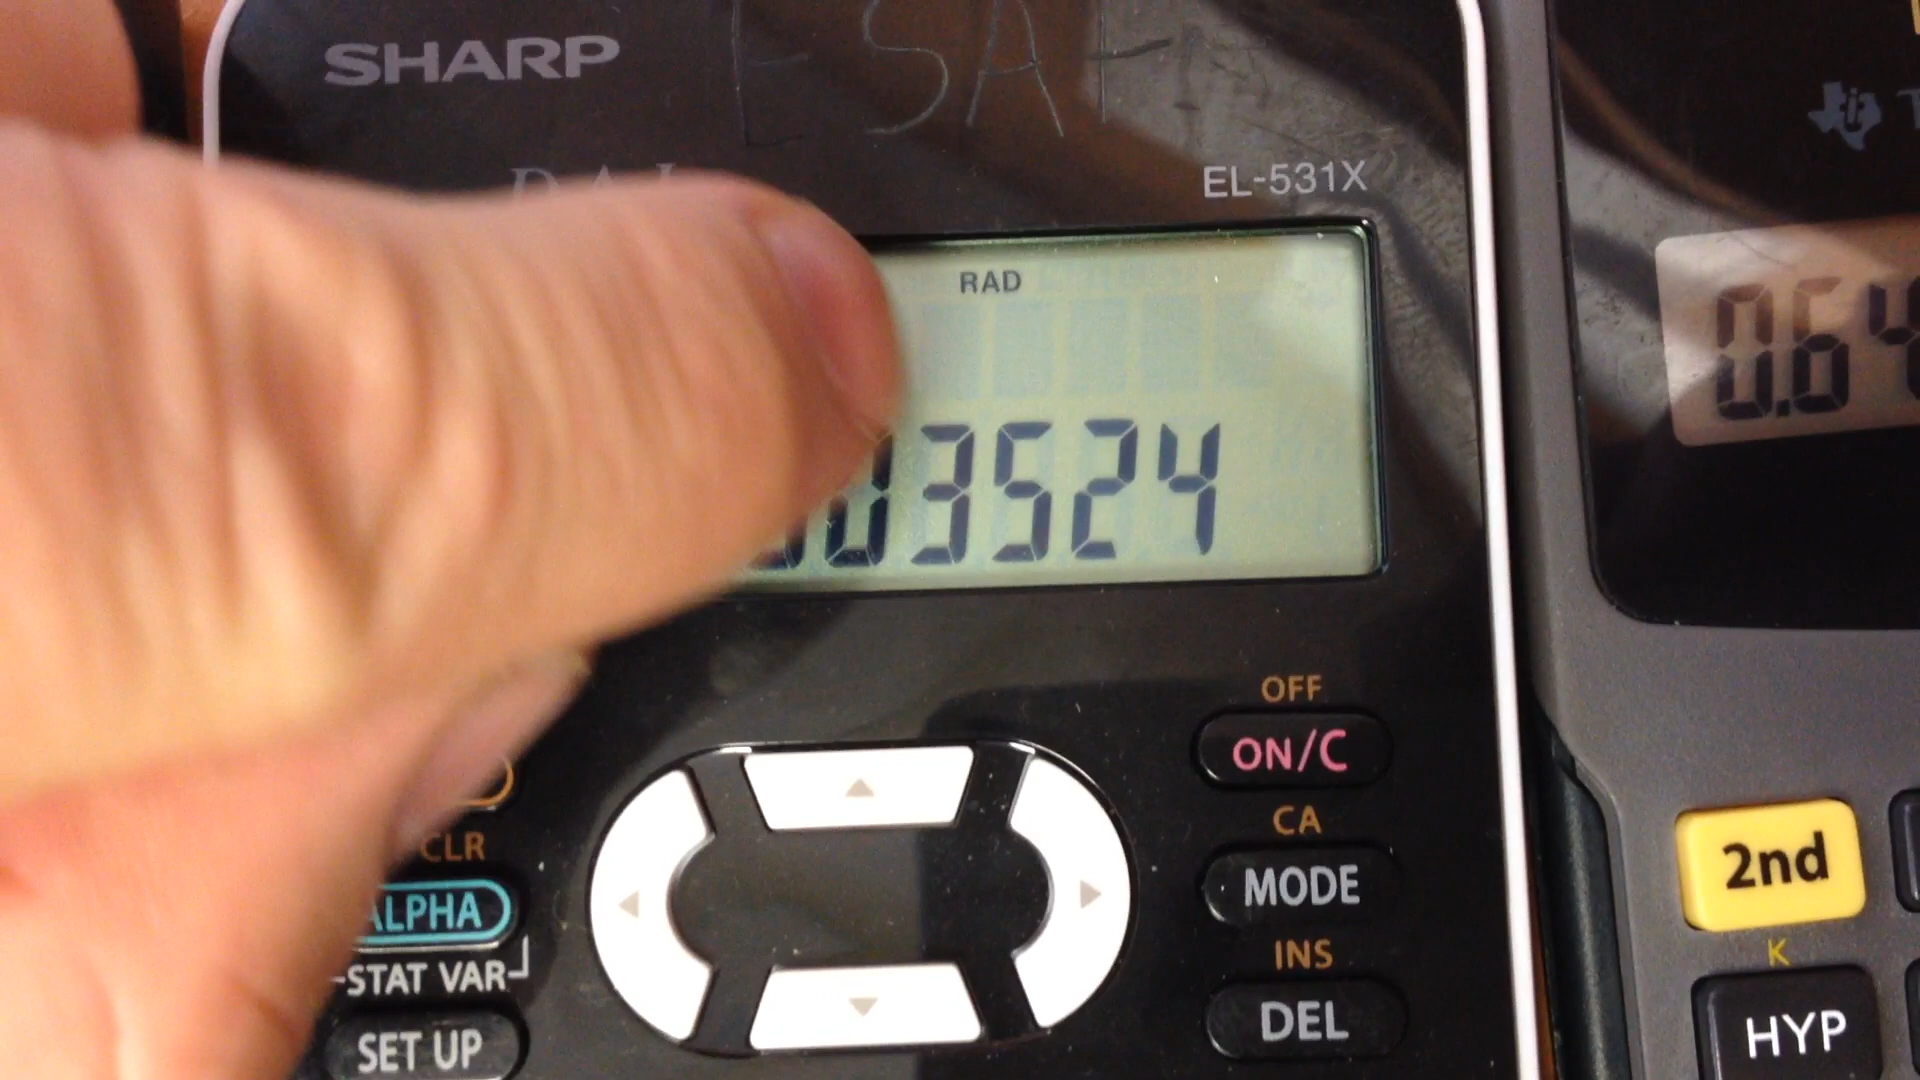 SHARP
EL-531X
RAD
3524
0.64
OFF
ON/C
CA
MODE
INS
DEL
CLR
ALPHA
STAT VAR
SET UP
2nd
K
HYP